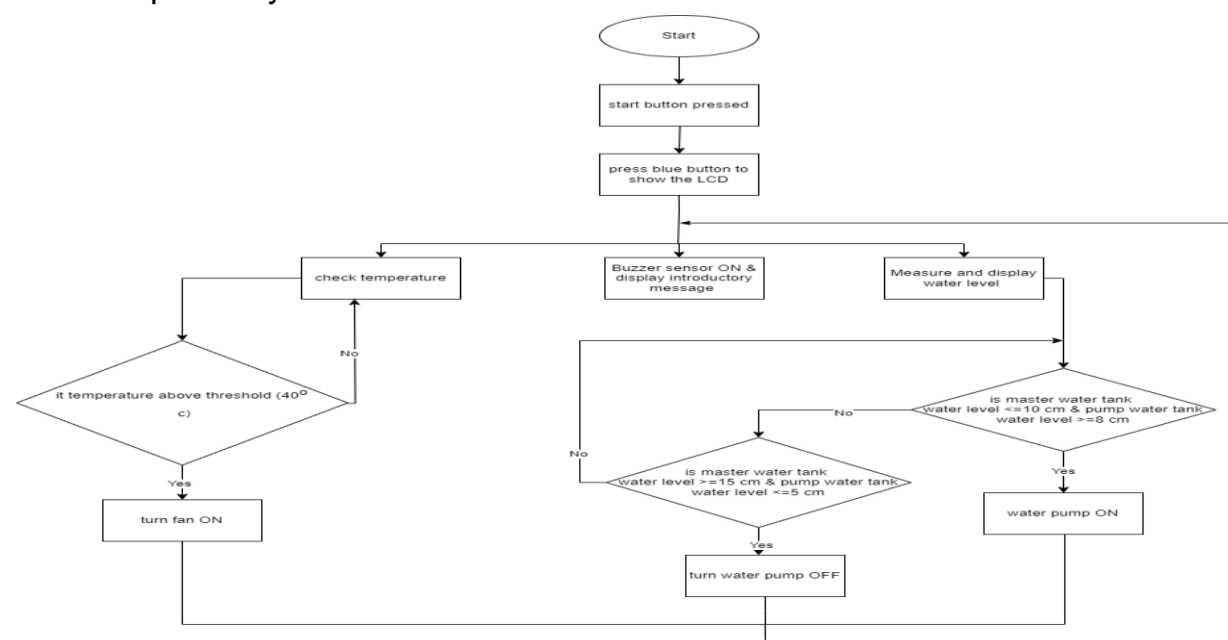 Start
start button pressed
press blue button to
show the LCD
check temperature
Buzzer sensor ON &
display introductory
message
Measure and display
water level
No
it temperature above threshold (40⁰
c)
Yes
turn fan ON
is master water tank
water level <=10 cm & pump water tank
water level >=8 cm
No
No
is master water tank
water level >=15 cm & pump water tank
water level <=5 cm
Yes
water pump ON
Yes
turn water pump OFF